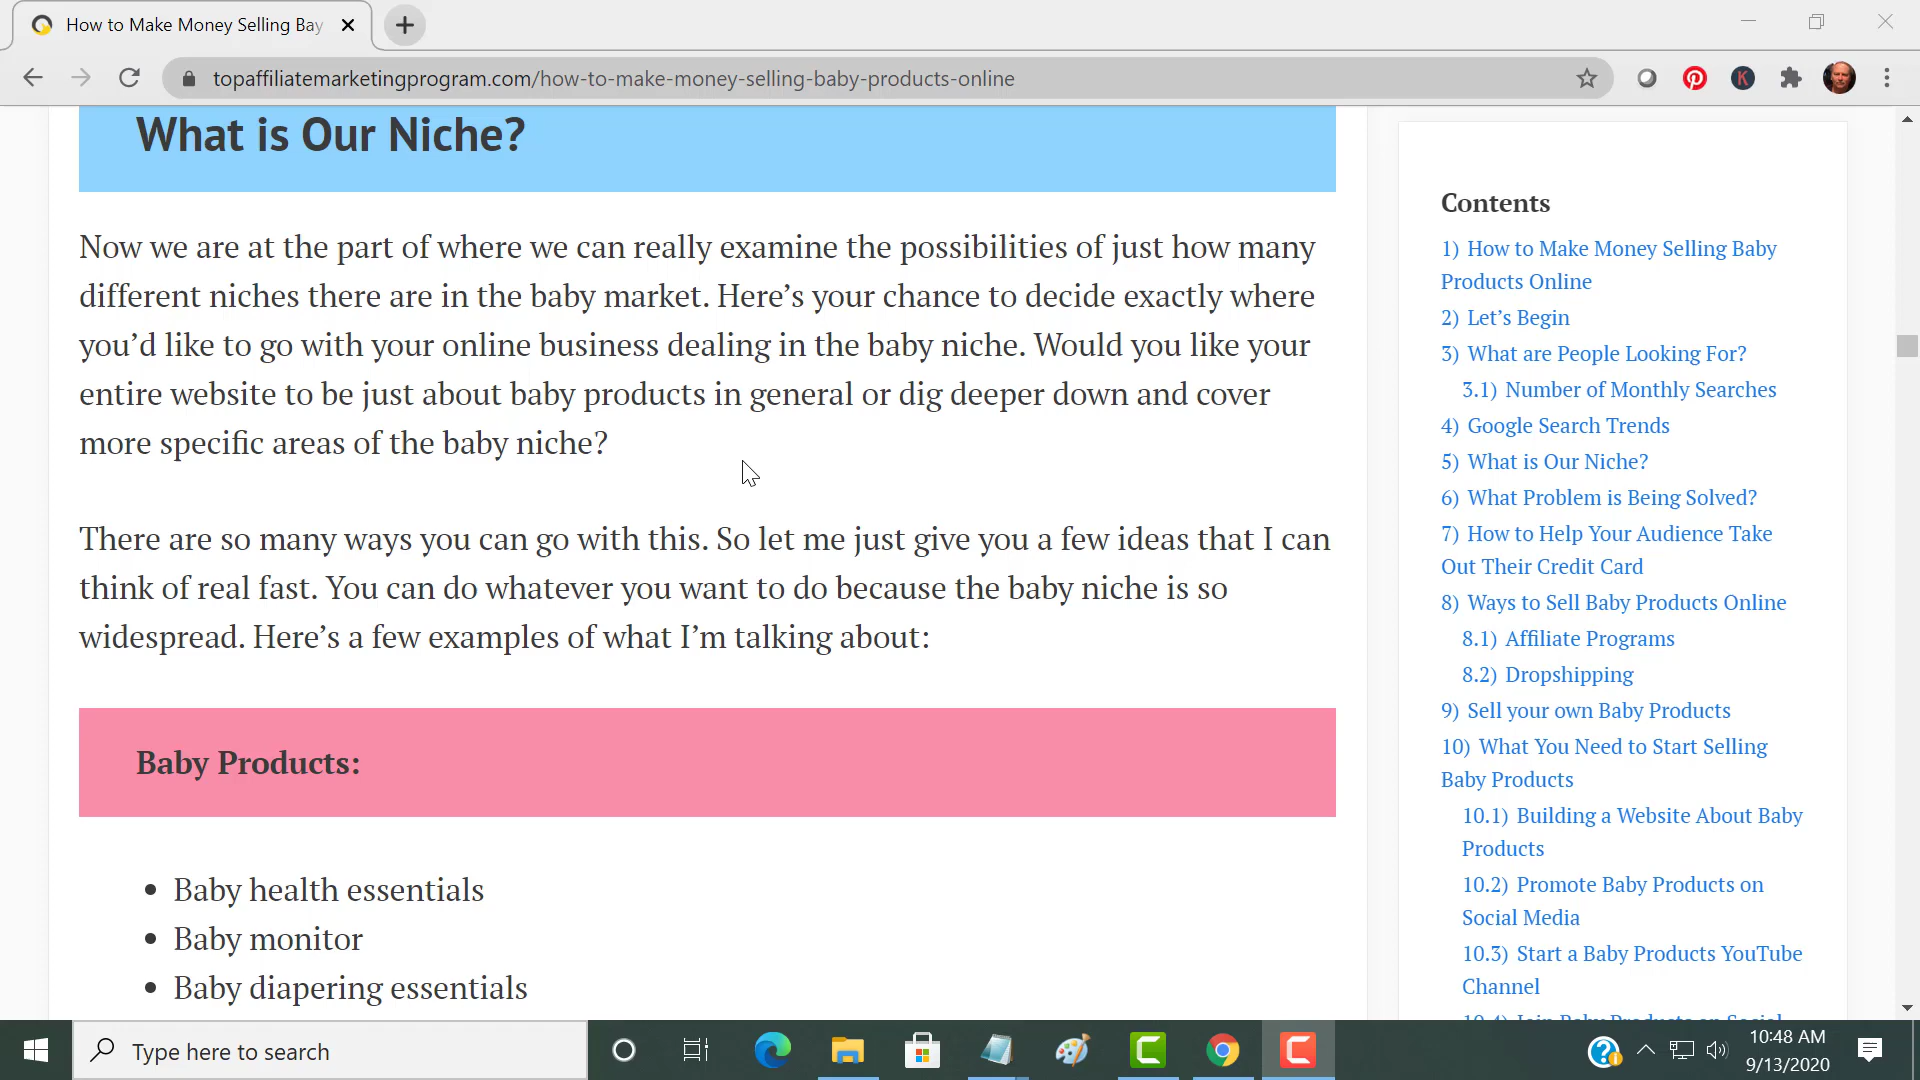 How to Make Money Selling Bay
topaffiliatemarketingprogram.com/how-to-make-money-selling-baby-products-online
What is Our Niche?
Now we are at the part of where we can really examine the possibilities of just how many
different niches there are in the baby market. Here’s your chance to decide exactly where
you’d like to go with your online business dealing in the baby niche. Would you like your
entire website to be just about baby products in general or dig deeper down and cover
more specific areas of the baby niche?
There are so many ways you can go with this. So let me just give you a few ideas that I can
think of real fast. You can do whatever you want to do because the baby niche is so
widespread. Here’s a few examples of what I’m talking about:
Baby Products:
• Baby health essentials
• Baby monitor
• Baby diapering essentials
Contents
1) How to Make Money Selling Baby
Products Online
2) Let’s Begin
3) What are People Looking For?
3.1) Number of Monthly Searches
4) Google Search Trends
5) What is Our Niche?
6) What Problem is Being Solved?
7) How to Help Your Audience Take
Out Their Credit Card
8) Ways to Sell Baby Products Online
8.1) Affiliate Programs
8.2) Dropshipping
9) Sell your own Baby Products
10) What You Need to Start Selling
Baby Products
10.1) Building a Website About Baby
Products
10.2) Promote Baby Products on
Social Media
10.3) Start a Baby Products YouTube
Channel
10.4) Join Baby Products on Social
Type here to search
10:48 AM
9/13/2020